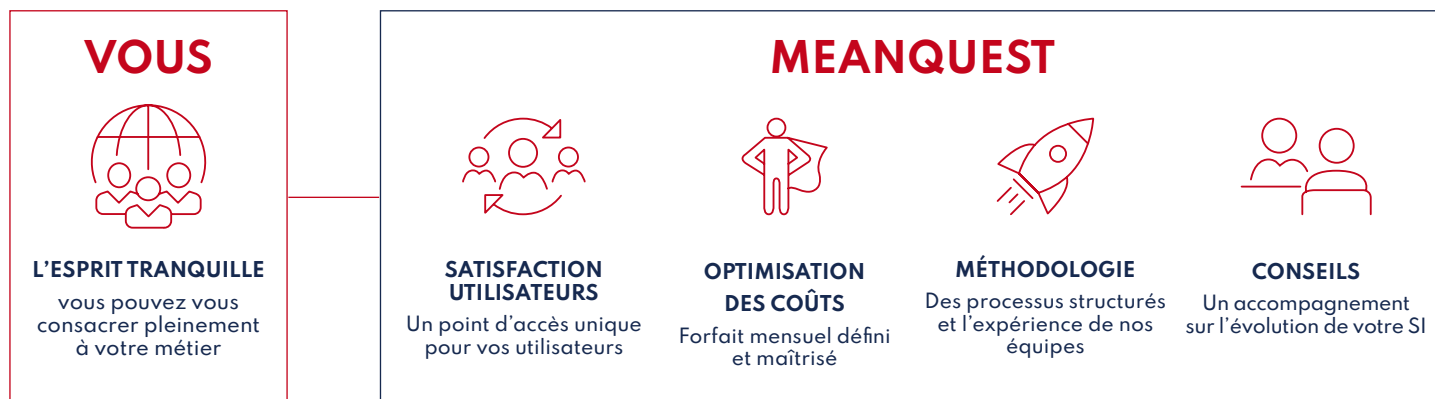 VOUS
L'ESPRIT TRANQUILLE
vous pouvez vous
consacrer pleinement
à votre métier
MEANQUEST
SATISFACTION
UTILISATEURS
Un point d'accès unique
pour vos utilisateurs
OPTIMISATION
DES COÛTS
Forfait mensuel défini
et maîtrisé
MÉTHODOLOGIE
Des processus structurés
et l'expérience de nos
équipes
CONSEILS
Un accompagnement
sur l'évolution de votre SI